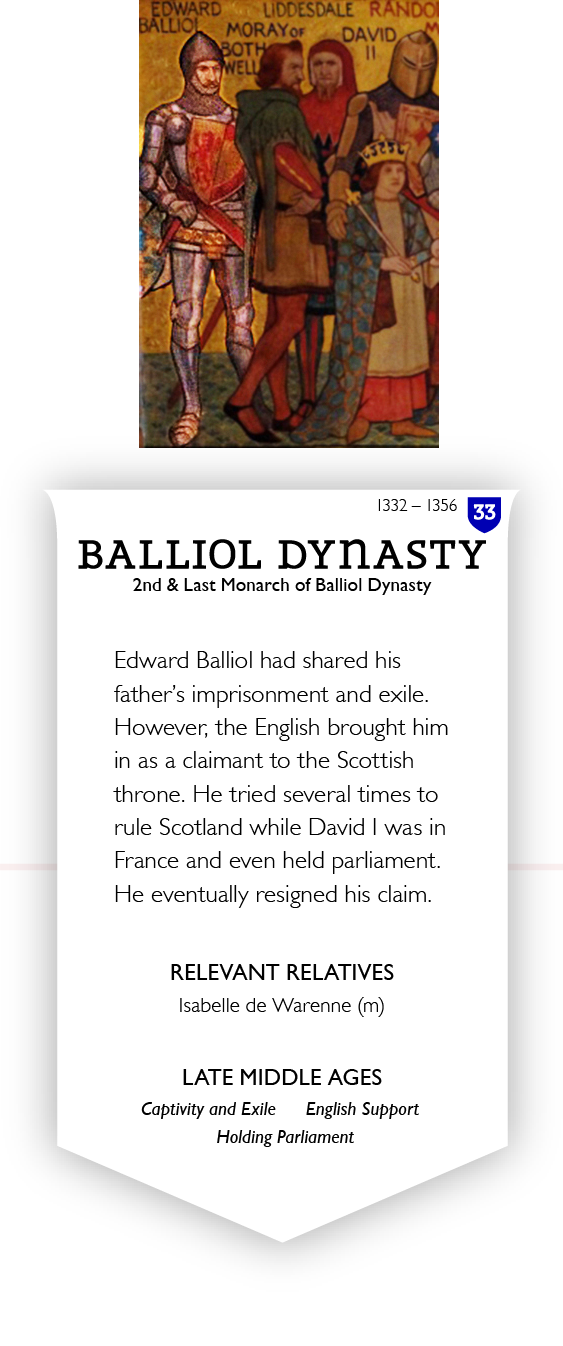 EDWARD LIDDESDALE RANDO
BALLIOL MORAY OF DAVID M
BOTH II
WELL
1332 – 1356 33
BALLIOL DYNASTY
2nd & Last Monarch of Balliol Dynasty
Edward Balliol had shared his
father’s imprisonment and exile.
However, the English brought him
in as a claimant to the Scottish
throne. He tried several times to
rule Scotland while David I was in
France and even held parliament.
He eventually resigned his claim.
RELEVANT RELATIVES
Isabelle de Warenne (m)
LATE MIDDLE AGES
Captivity and Exile English Support
Holding Parliament